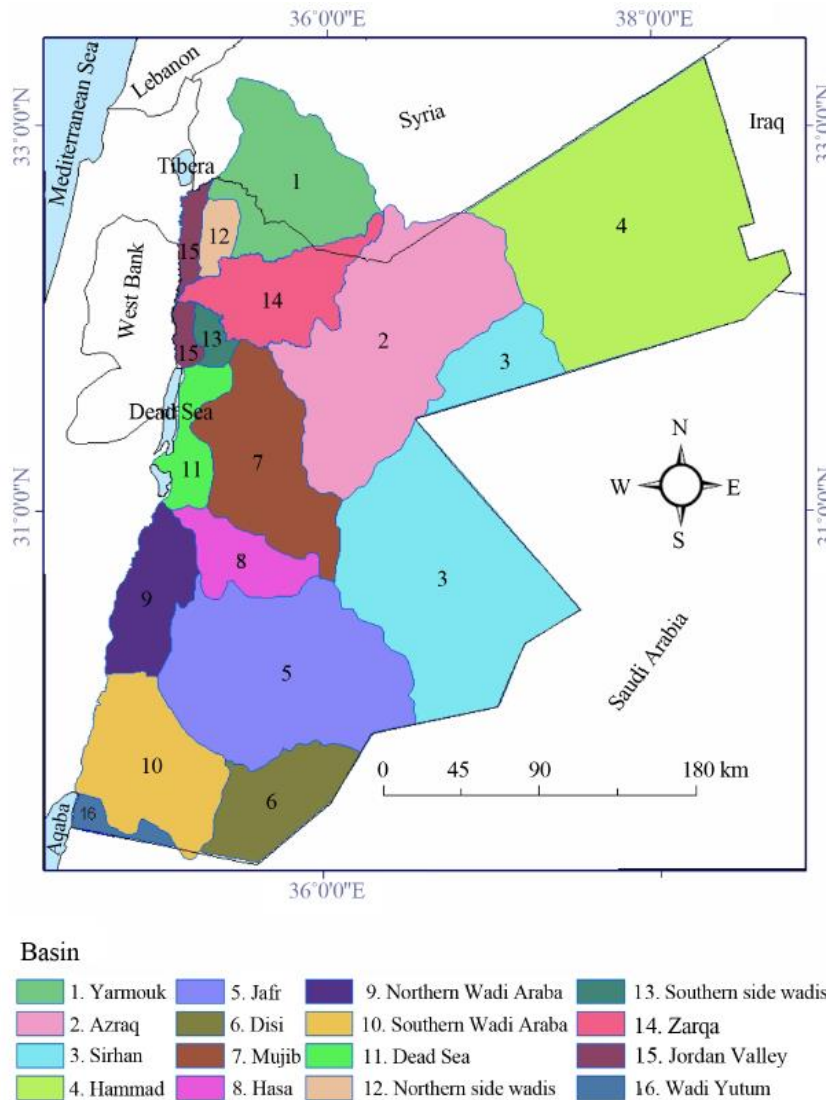 36°0'0"E 38°0'0"E
Mediterranean Sea
Lebanon
Syria
Iraq
33°0'0"N
33°0'0"N
Tibera
1
12
15
4
West Bank
14
13
2
15
3
Dead Sea
N
W E
S
11
7
31°0'0"N
31°0'0"N
8
3
9
5
Saudi Arabia
10
0 45 90 180 km
6
16
Aqaba
36°0'0"E 38°0'0"E
Basin
1. Yarmouk 5. Jafr 9. Northern Wadi Araba 13. Southern side wadis
2. Azraq 6. Disi 10. Southern Wadi Araba 14. Zarqa
3. Sirhan 7. Mujib 11. Dead Sea 15. Jordan Valley
4. Hammad 8. Hasa 12. Northern side wadis 16. Wadi Yutum